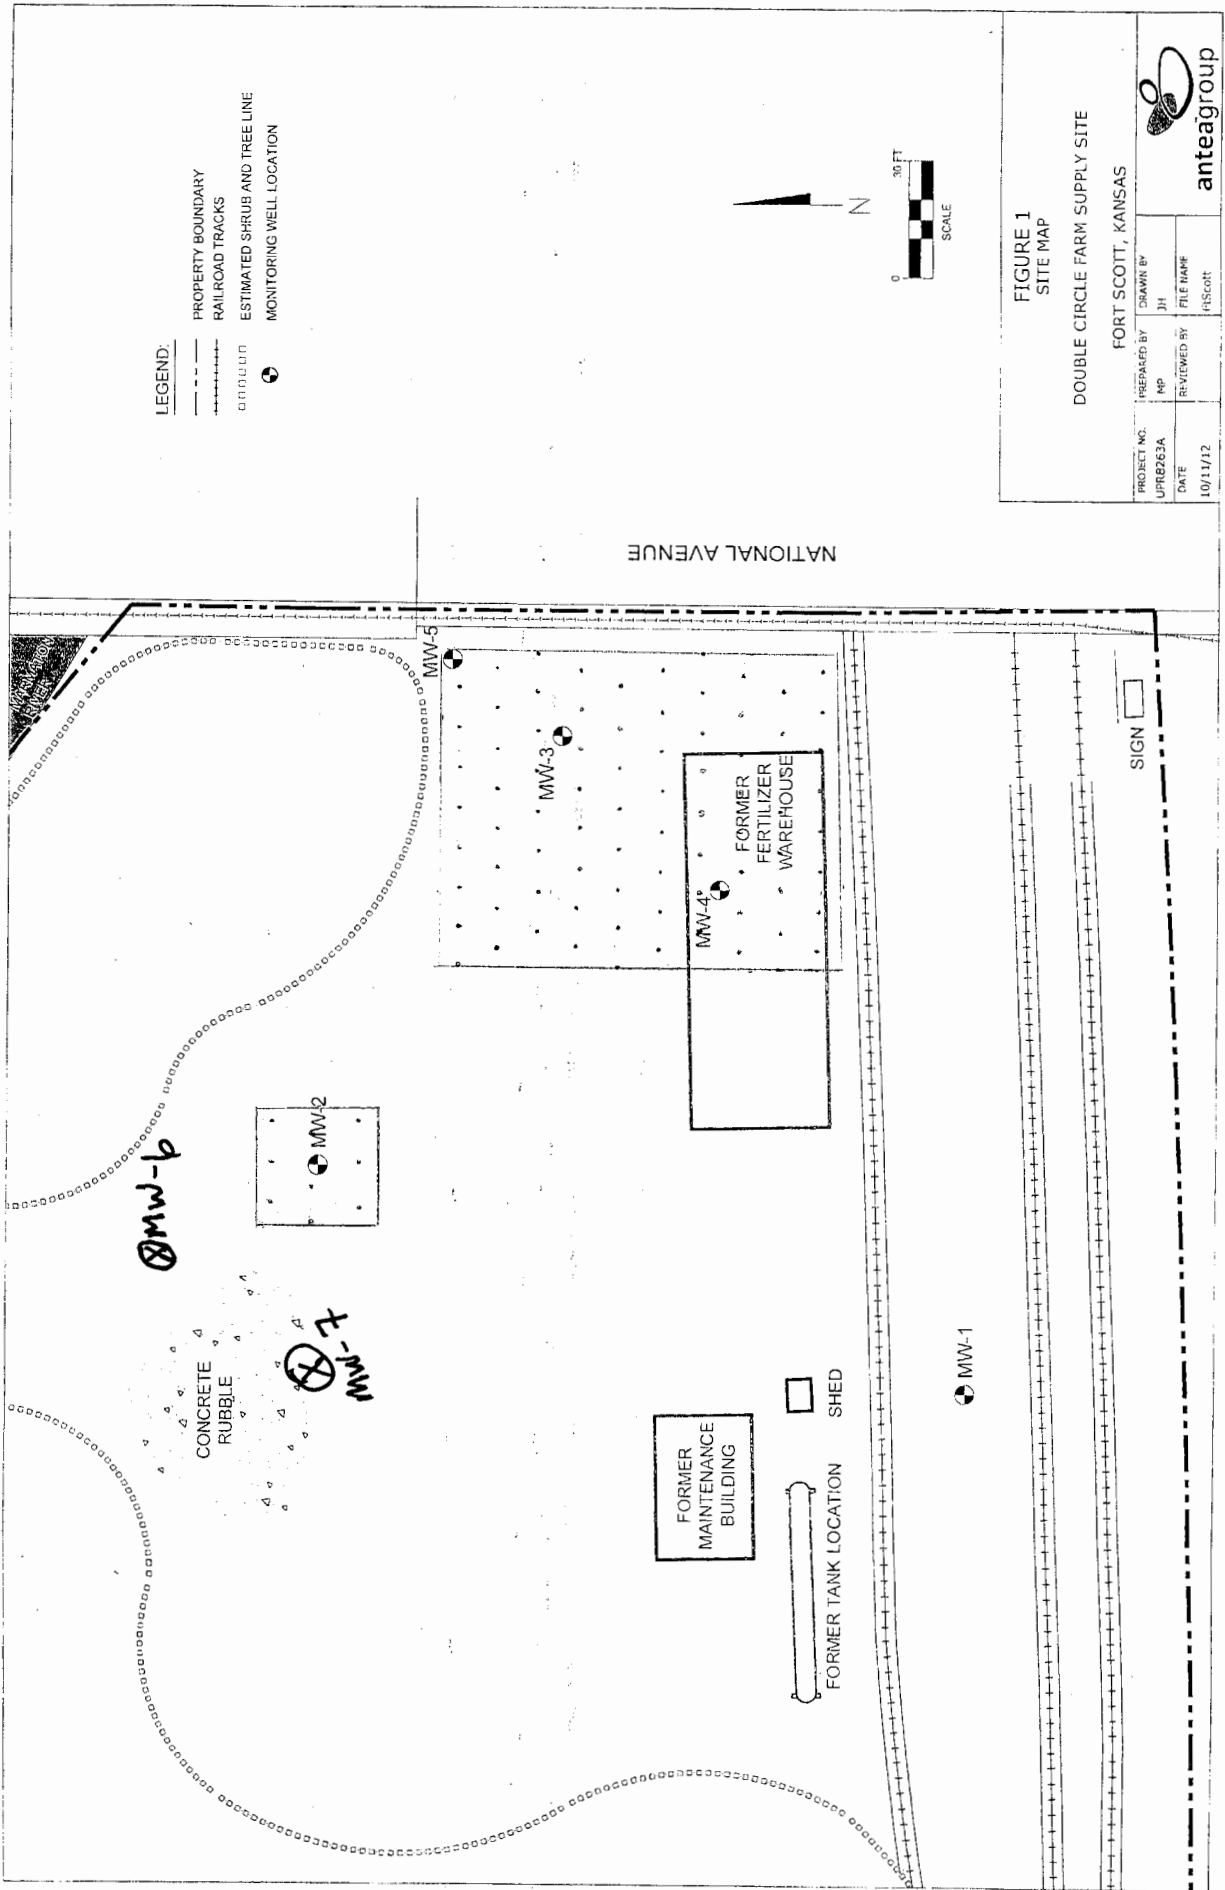 MARMATON
RIVER
NATIONAL AVENUE
LEGEND:
PROPERTY BOUNDARY
RAILROAD TRACKS
ESTIMATED SHRUB AND TREE LINE
MONITORING WELL LOCATION
MW-5
MW-3
MW-4
FORMER
FERTILIZER
WAREHOUSE
MW-2
MW-6
MW-7
CONCRETE
RUBBLE
FORMER
MAINTENANCE
BUILDING
SHED
FORMER TANK LOCATION
MW-1
SIGN
N
0
30 FT
SCALE
FIGURE 1
SITE MAP
DOUBLE CIRCLE FARM SUPPLY SITE
FORT SCOTT, KANSAS
PROJECT NO.
UPRB263A
PREPARED BY
MP
DRAWN BY
JH
DATE
10/11/12
REVIEWED BY
FILE NAME
FtScott
anteagroup